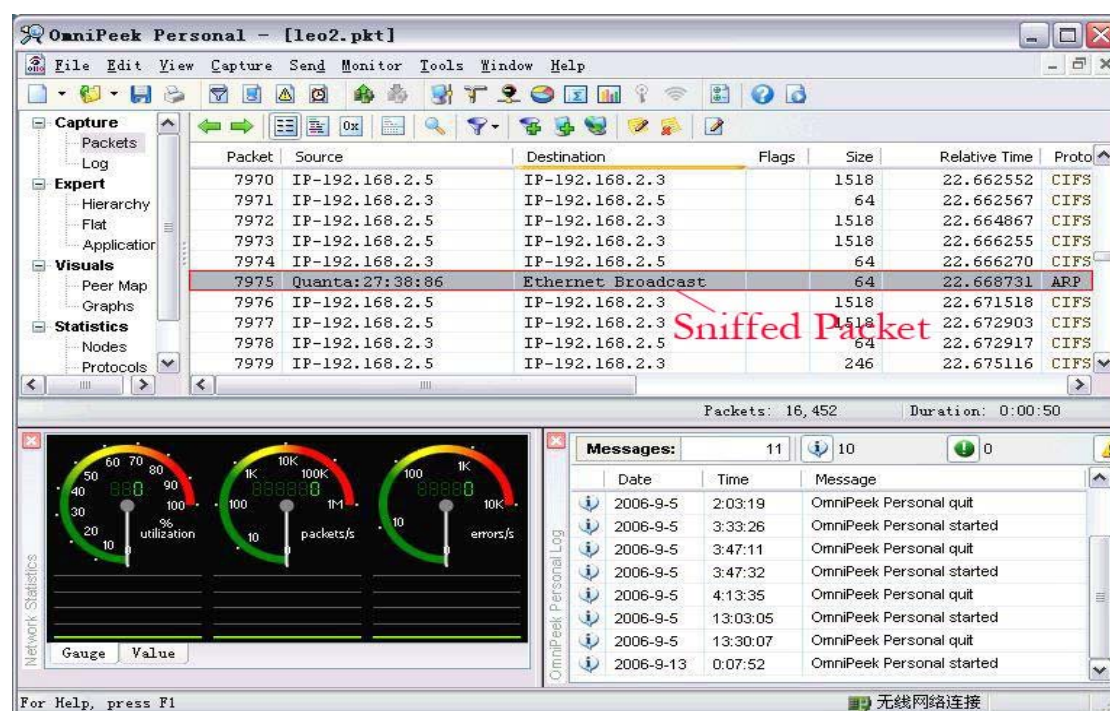 OmniPeek Personal - [leo2.pkt]
File Edit View Capture Send Monitor Tools Window Help
Capture
Packets
Log
Expert
Hierarchy
Flat
Application
Visuals
Peer Map
Graphs
Statistics
Nodes
Protocols
Packet Source Destination Flags Size Relative Time Proto
7970 IP-192.168.2.5 IP-192.168.2.3 1518 22.662552 CIFS
7971 IP-192.168.2.3 IP-192.168.2.5 64 22.662567 CIFS
7972 IP-192.168.2.5 IP-192.168.2.3 1518 22.664867 CIFS
7973 IP-192.168.2.5 IP-192.168.2.3 1518 22.666255 CIFS
7974 IP-192.168.2.3 IP-192.168.2.5 64 22.666270 CIFS
7975 Quanta:27:38:86 Ethernet Broadcast 64 22.668731 ARP
7976 IP-192.168.2.5 IP-192.168.2.3 1518 22.671518 CIFS
7977 IP-192.168.2.5 IP-192.168.2.3 1518 22.672903 CIFS
7978 IP-192.168.2.3 IP-192.168.2.5 64 22.672917 CIFS
7979 IP-192.168.2.5 IP-192.168.2.3 246 22.675116 CIFS
Sniffed Packet
Packets: 16,452 Duration: 0:00:50
Network Statistics
0 10 20 30 40 50 60 70 80 90 100
0
%
utilization
0 10 100 1K 10K 100K 1M
0
packets/s
0 10 100 1K 10K
0
errors/s
Gauge Value
OmniPeek Personal Log
Messages: 11 10 0
Date Time Message
2006-9-5 2:03:19 OmniPeek Personal quit
2006-9-5 3:33:26 OmniPeek Personal started
2006-9-5 3:47:11 OmniPeek Personal quit
2006-9-5 3:47:32 OmniPeek Personal started
2006-9-5 4:13:35 OmniPeek Personal quit
2006-9-5 13:03:05 OmniPeek Personal started
2006-9-5 13:30:07 OmniPeek Personal quit
2006-9-13 0:07:52 OmniPeek Personal started
For Help, press F1
无线网络连接